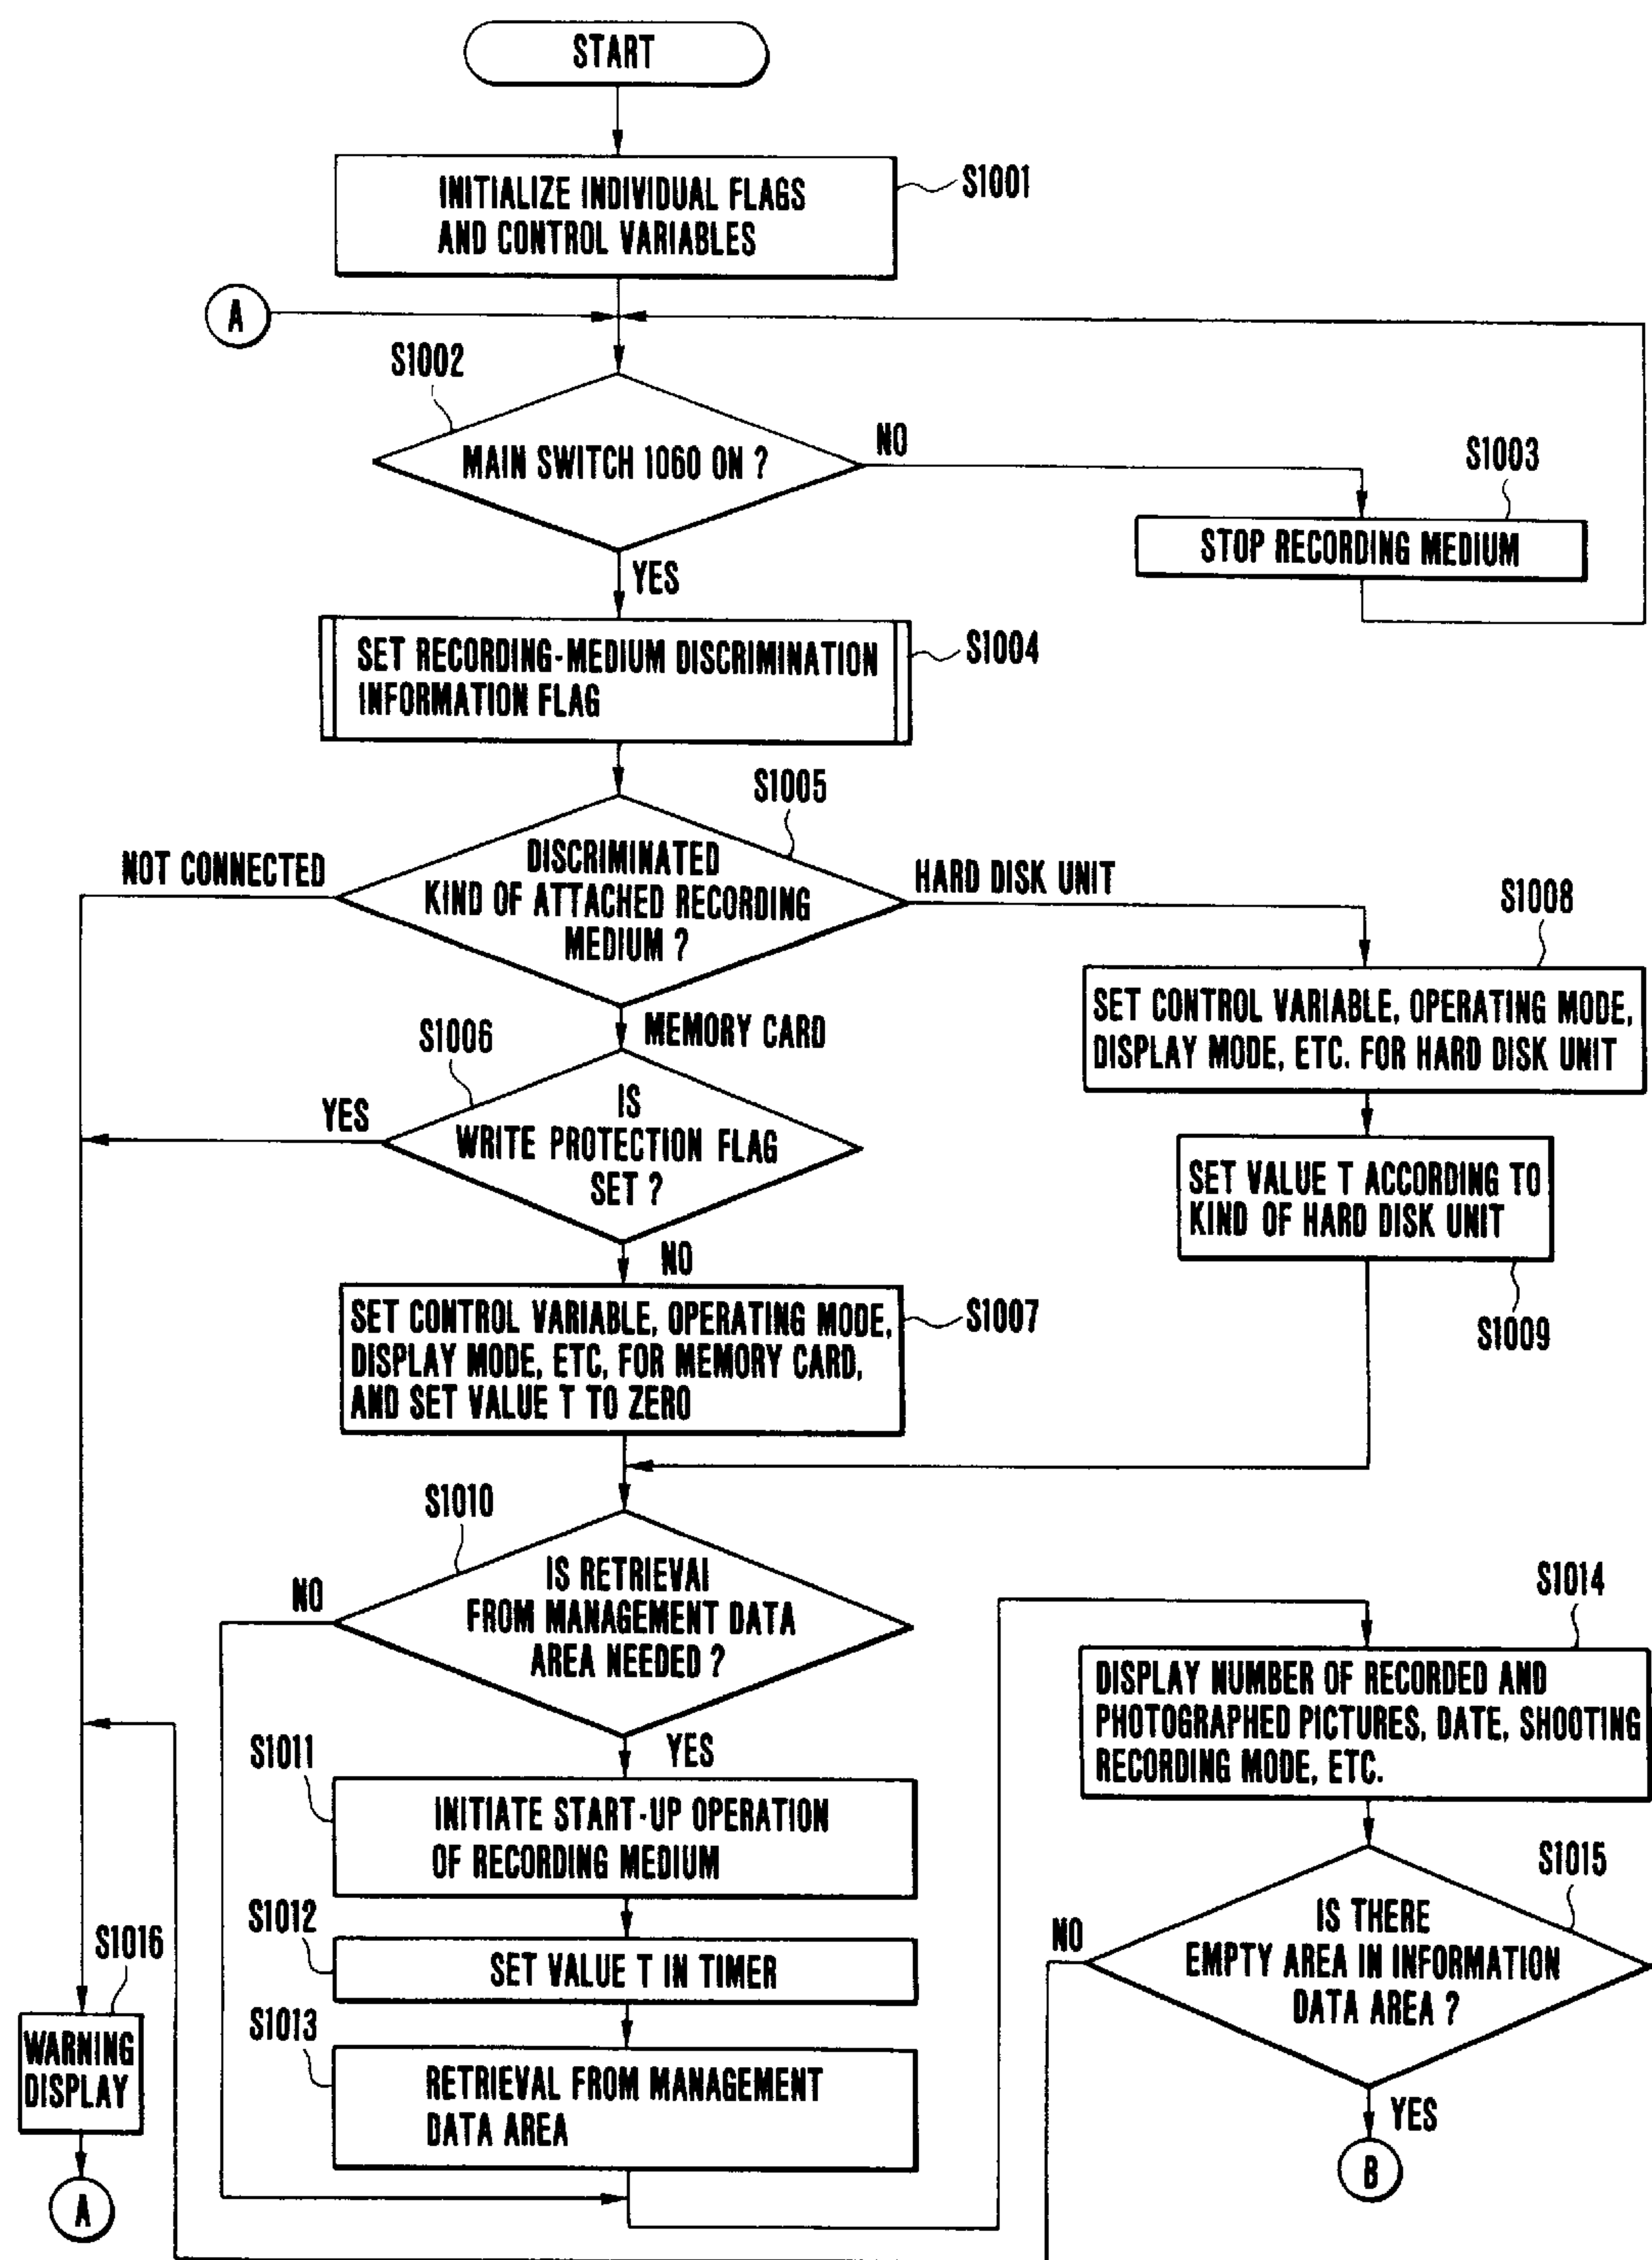 START
INITIALIZE INDIVIDUAL FLAGS
AND CONTROL VARIABLES
S1001
A
S1002
MAIN SWITCH 1060 ON ?
NO
S1003
STOP RECORDING MEDIUM
YES
SET RECORDING-MEDIUM DISCRIMINATION
INFORMATION FLAG
S1004
S1005
NOT CONNECTED
DISCRIMINATED
KIND OF ATTACHED RECORDING
MEDIUM ?
HARD DISK UNIT
S1008
MEMORY CARD
SET CONTROL VARIABLE, OPERATING MODE,
DISPLAY MODE, ETC. FOR HARD DISK UNIT
S1006
YES
IS
WRITE PROTECTION FLAG
SET ?
SET VALUE T ACCORDING TO
KIND OF HARD DISK UNIT
S1009
NO
SET CONTROL VARIABLE, OPERATING MODE,
DISPLAY MODE, ETC, FOR MEMORY CARD,
AND SET VALUE T TO ZERO
S1007
S1010
NO
IS RETRIEVAl
FROM MANAGEMENT DATA
AREA NEEDED ?
YES
S1014
DISPLAY NUMBER OF RECORDED AND
PHOTOGRAPHED PICTURES, DATE, SHOOTING
RECORDING MODE, ETC.
S1011
INITIATE START-UP OPERATION
OF RECORDING MEDIUM
S1015
NO
IS THERE
EMPTY AREA IN INFORMATION
DATA AREA ?
YES
B
S1012
SET VALUE T IN TIMER
S1013
RETRIEVAL FROM MANAGEMENT
DATA AREA
S1016
WARNING
DISPLAY
A